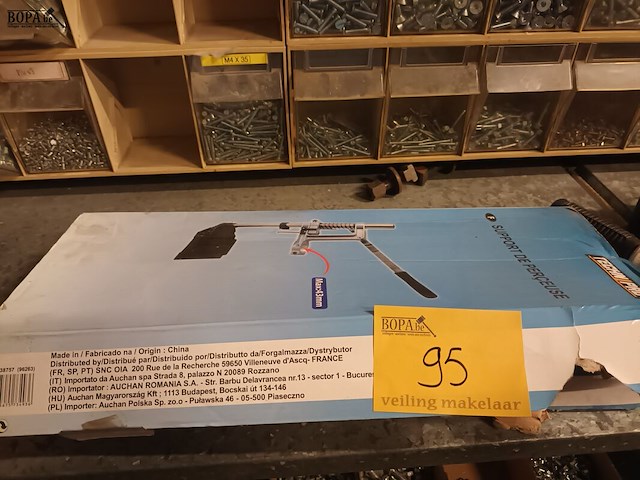 BOPA.be
M4 X 35
SUPPORT DE PERCEUSE
Max:43mm
Made in / Fabricado na / Origin : China
Distributed by/Distribué par/Distribuido por/Distributto da/Forgalmazza/Dystrybutor
(FR, SP, PT) SNC OIA 200 Rue de la Recherche 59650 Villeneuve d'Ascq- FRANCE
(IT) Importato da Auchan spa Strada 8, palazzo N 20089 Rozzano
(RO) Importator : AUCHAN ROMANIA S.A. - Str. Barbu Delavrancea nr.13 - sector 1 -
(HU) Auchan Magyarország Kft ; 1113 Budapest, Bocskai út 134-146
(PL) Importer: Auchan Polska Sp. zo.o - Puławska 46 - 05-500 Piaseczno
BOPA.be
95
veiling makelaar